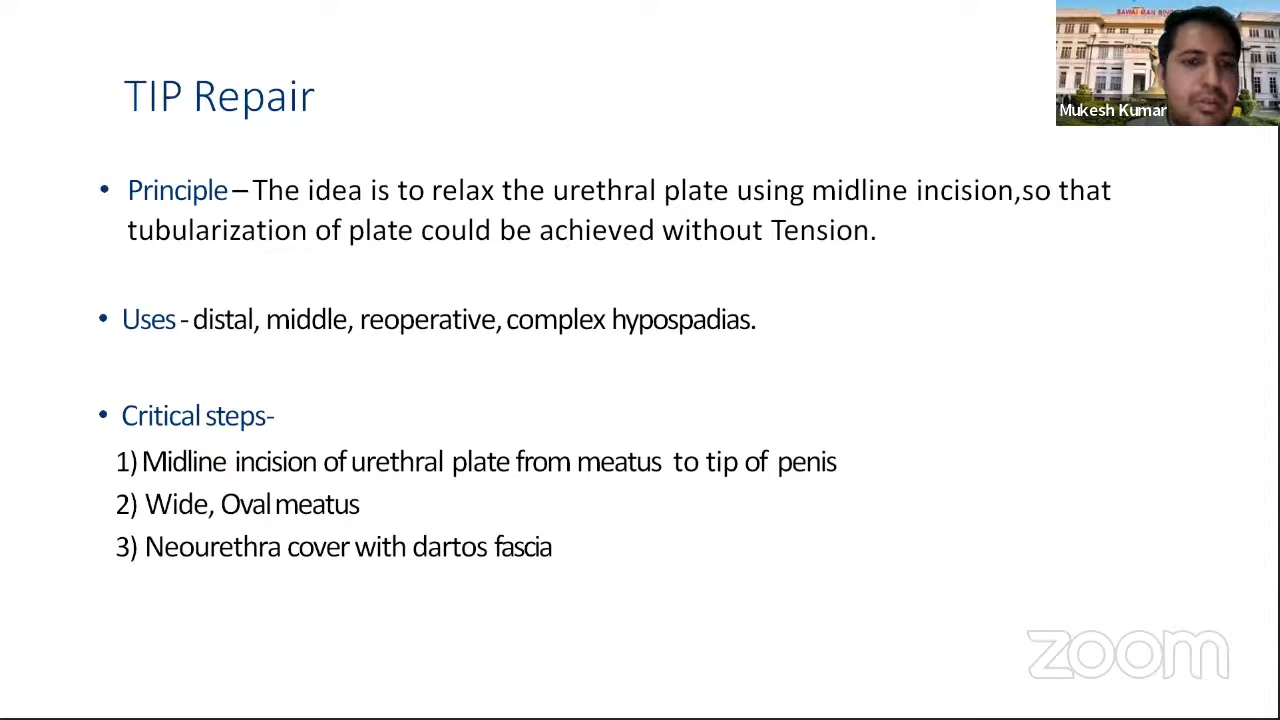 SAWAI MAN
Mukesh Kumar
TIP Repair
• Principle – The idea is to relax the urethral plate using midline incision,so that
tubularization of plate could be achieved without Tension.
• Uses - distal, middle, reoperative, complex hypospadias.
• Critical steps-
1) Midline incision of urethral plate from meatus to tip of penis
2) Wide, Oval meatus
3) Neourethra cover with dartos fascia
zoom